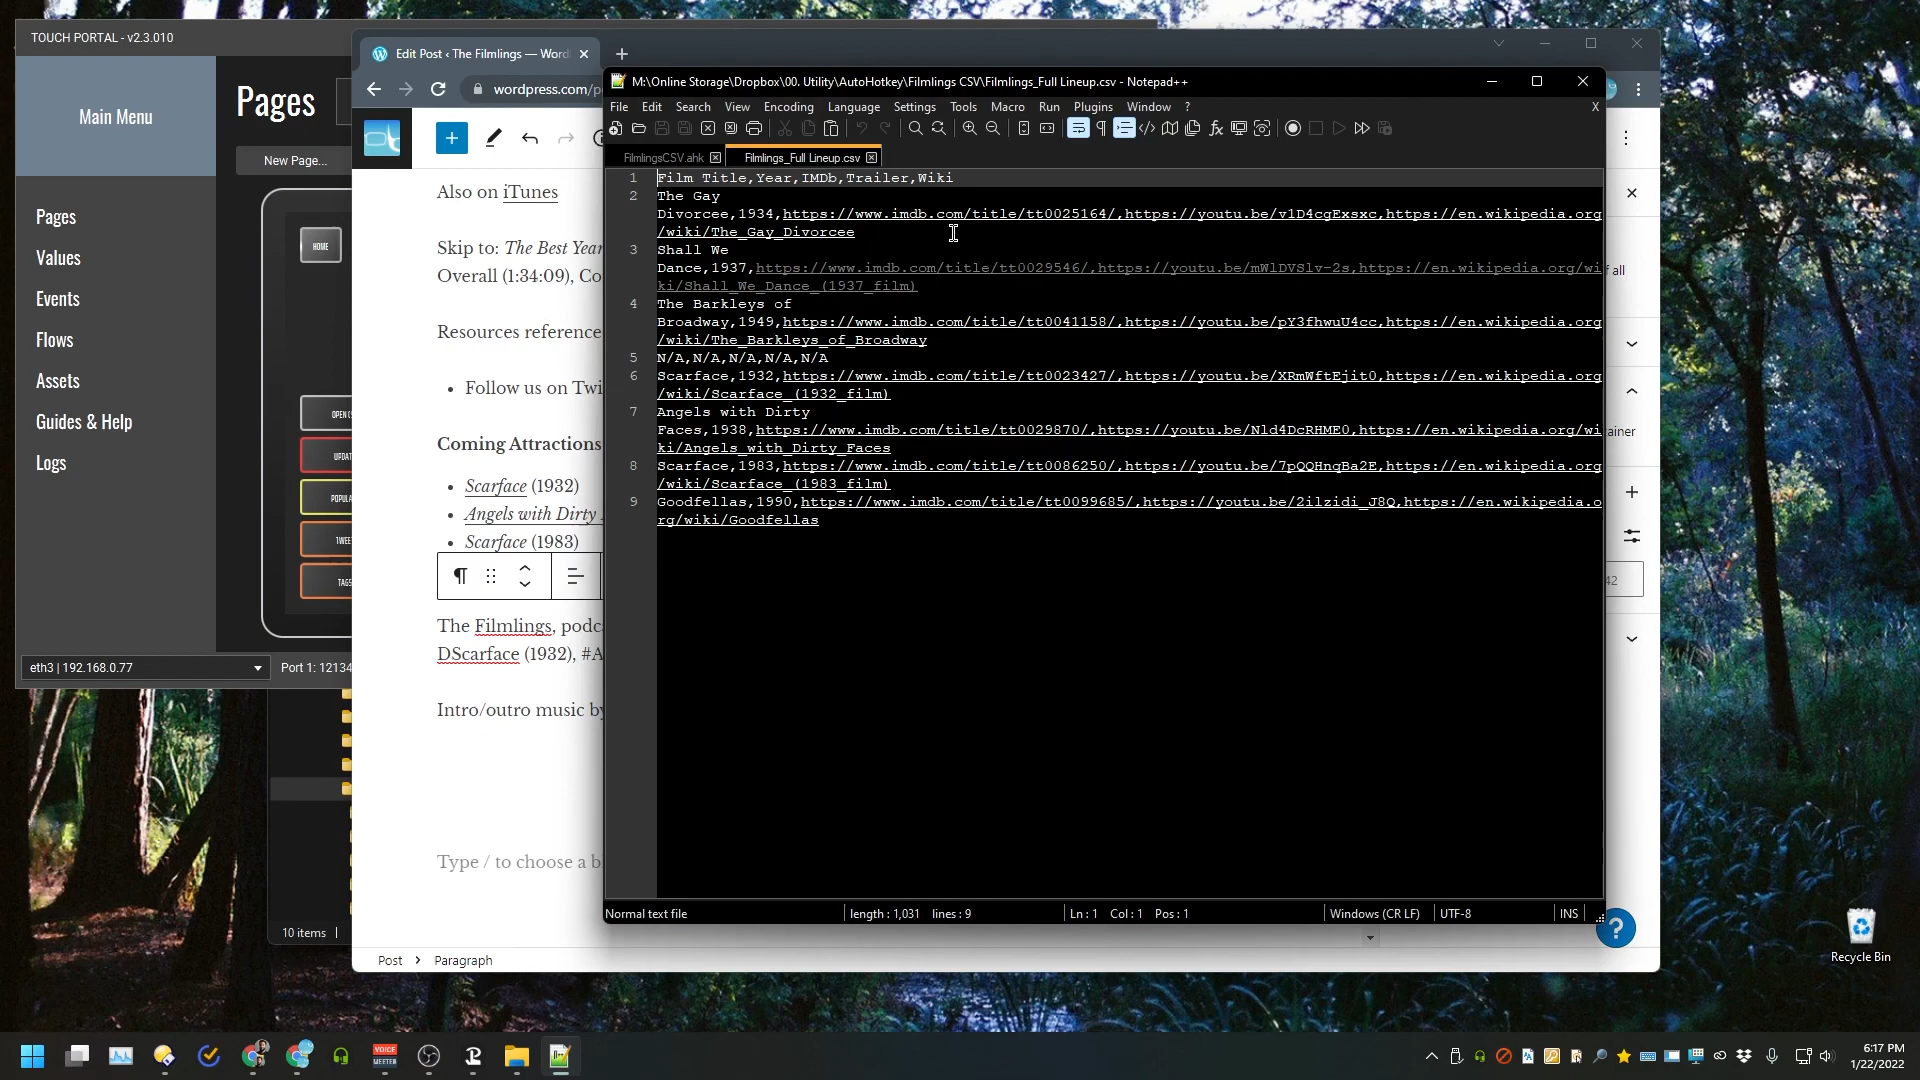 TOUCH PORTAL - v2.3.010
Main Menu
Pages
New Page...
Pages
Values
Events
Flows
Assets
Guides & Help
Logs
HOME
OPEN
UPDAT
POPUL
TWEE
TAGS
eth3 | 192.168.0.77
Port 1: 12134
10 items
Edit Post ‹ The Filmlings — Word
wordpress.com/p
Also on iTunes
Skip to: The Best Year
Overall (1:34:09), Co
Resources reference
Follow us on Twi
Coming Attractions
Scarface (1932)
Angels with Dirty
Scarface (1983)
The Filmlings, podca
DScarface (1932), #A
Intro/outro music by
Type / to choose a b
Post > Paragraph
f all
ainer
42
?
M:\Online Storage\Dropbox\00. Utility\AutoHotkey\Filmlings CSV\Filmlings_Full Lineup.csv - Notepad++
File Edit Search View Encoding Language Settings Tools Macro Run Plugins Window ? X
FilmlingsCSV.ahk Filmlings_Full Lineup.csv
1 Film Title,Year,IMDb,Trailer,Wiki
2 The Gay
Divorcee,1934,https://www.imdb.com/title/tt0025164/,https://youtu.be/v1D4cgExsxc,https://en.wikipedia.org
/wiki/The_Gay_Divorcee
3 Shall We
Dance,1937,https://www.imdb.com/title/tt0029546/,https://youtu.be/mWlDVSlv-2s,https://en.wikipedia.org/wi
ki/Shall_We_Dance_(1937_film)
4 The Barkleys of
Broadway,1949,https://www.imdb.com/title/tt0041158/,https://youtu.be/pY3fhwuU4cc,https://en.wikipedia.org
/wiki/The_Barkleys_of_Broadway
5 N/A,N/A,N/A,N/A,N/A
6 Scarface,1932,https://www.imdb.com/title/tt0023427/,https://youtu.be/XRmWftEjit0,https://en.wikipedia.org
/wiki/Scarface_(1932_film)
7 Angels with Dirty
Faces,1938,https://www.imdb.com/title/tt0029870/,https://youtu.be/Nld4DcRHME0,https://en.wikipedia.org/wi
ki/Angels_with_Dirty_Faces
8 Scarface,1983,https://www.imdb.com/title/tt0086250/,https://youtu.be/7pQQHnqBa2E,https://en.wikipedia.org
/wiki/Scarface_(1983_film)
9 Goodfellas,1990,https://www.imdb.com/title/tt0099685/,https://youtu.be/2ilzidi_J8Q,https://en.wikipedia.o
rg/wiki/Goodfellas
Normal text file length : 1,031 lines : 9 Ln : 1 Col : 1 Pos : 1 Windows (CR LF) UTF-8 INS
Recycle Bin
VOICE
MEETER
6:17 PM
1/22/2022